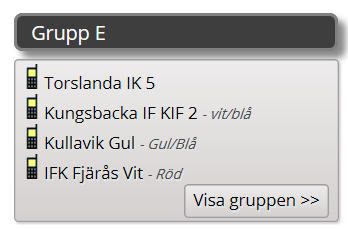 Grupp E
Torslanda IK 5
Kungsbacka IF KIF 2 - vit/blå
Kullavik Gul - Gul/Blå
IFK Fjärås Vit - Röd
Visa gruppen >>